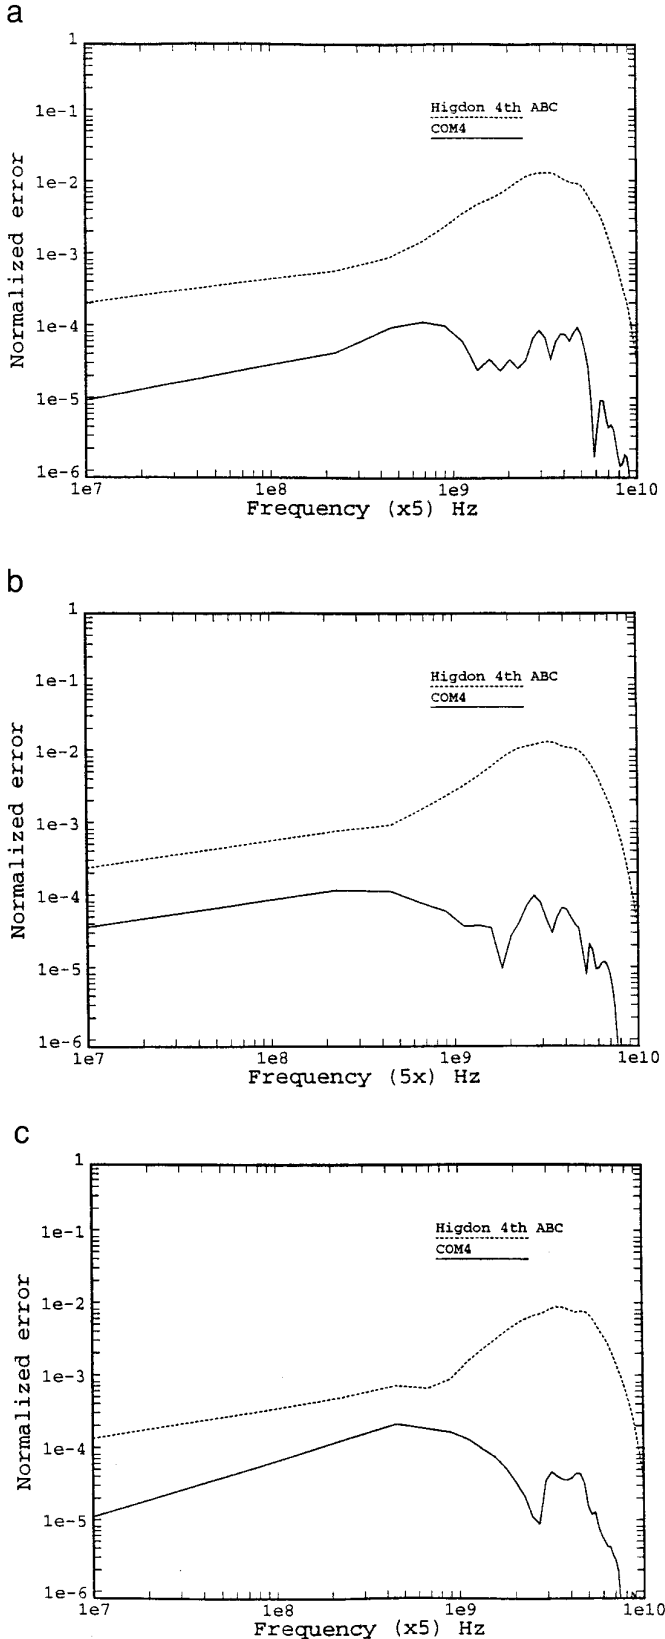 a
1
1e-1
1e-2
1e-3
1e-4
1e-5
1e-6
Normalized error
Higdon 4th ABC
COM4
1e7
1e8
1e9
1e10
Frequency (x5) Hz
b
1
1e-1
1e-2
1e-3
1e-4
1e-5
1e-6
Normalized error
Higdon 4th ABC
COM4
1e7
1e8
1e9
1e10
Frequency (5x) Hz
c
1
1e-1
1e-2
1e-3
1e-4
1e-5
1e-6
Normalized error
Higdon 4th ABC
COM4
1e7
1e8
1e9
1e10
Frequency (x5) Hz